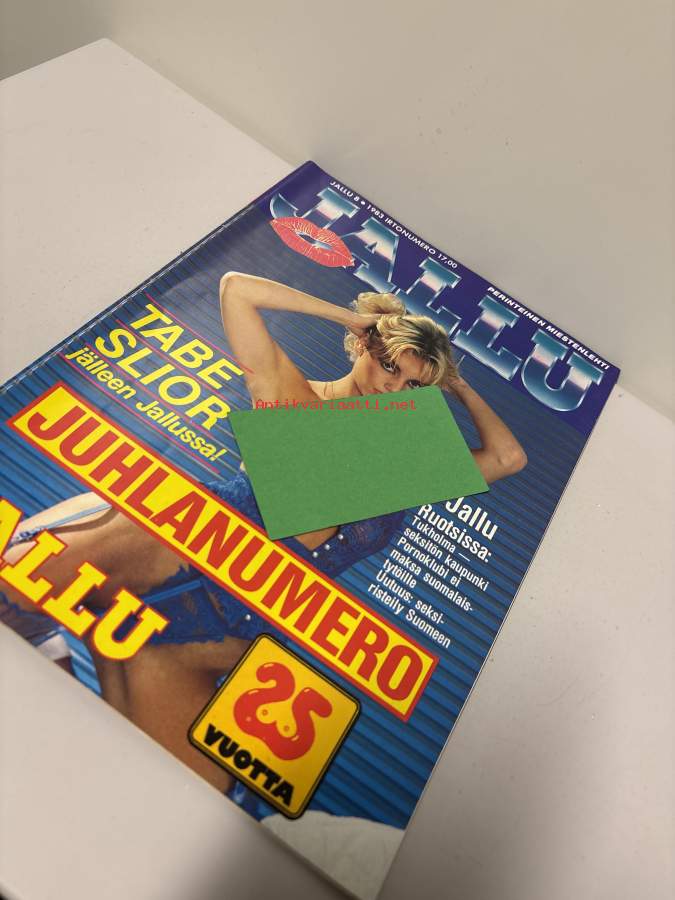 JALLU 8 • 1983 IRTONUMERO 17,00
JALLU
PERINTEINEN MIESTENLEHTI
TABE
SLIOR
jälleen Jallussa!
Antikvariaatti.net
JUHLANUMERO
Jallu
Ruotsissa:
Tukholma —
seksitön kaupunki
Pornoklubi ei
maksa suomalais-
tytöille
Uutuus: seksi-
risteily Suomeen
ALLU
25
VUOTTA